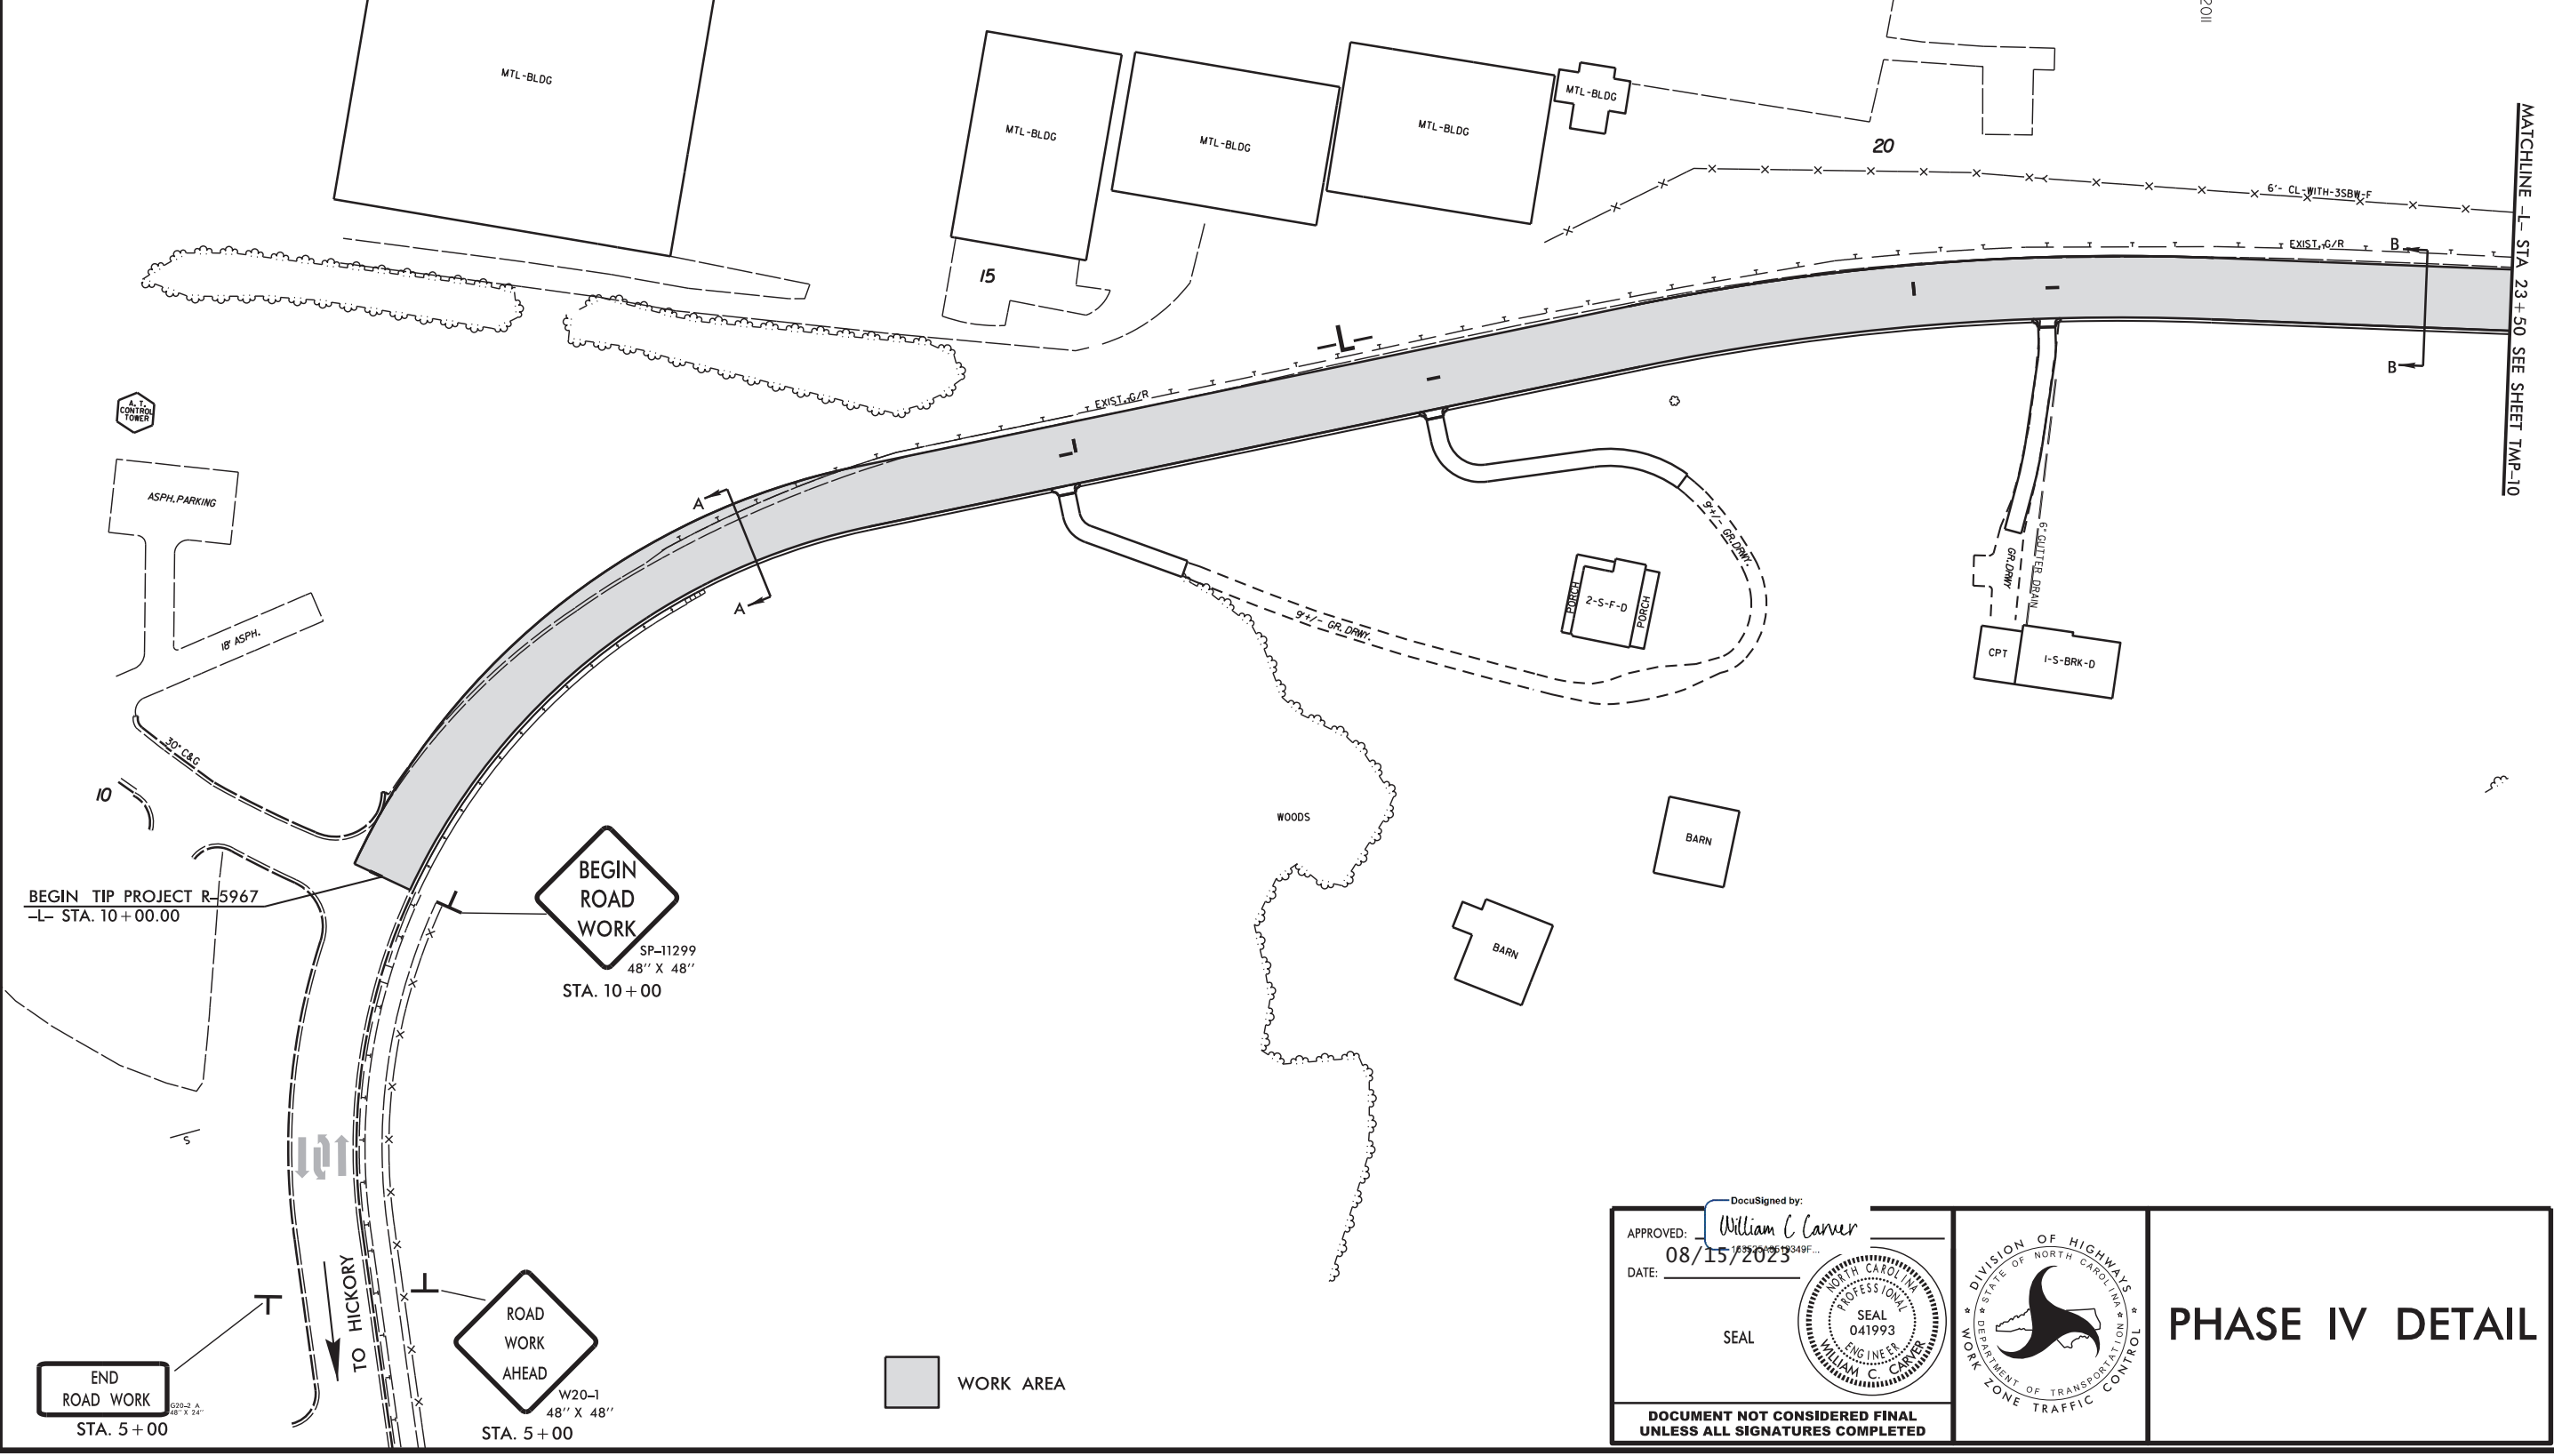 2011
MTL-BLDG
MTL-BLDG
MTL-BLDG
MTL-BLDG
MTL-BLDG
20
6'- CL-WITH-3SBW-F
MATCHLINE –L– STA 23+50 SEE SHEET TMP–10
EXIST. G/R
B
B
15
–L–
EXIST. G/R
A. T.
CONTROL
TOWER
ASPH. PARKING
18' ASPH.
A
A
9'+/- GR. DRWY.
9'+/- GR. DRWY.
PORCH
2-S-F-D
PORCH
GR. DRWY
6" GUTTER DRAIN
CPT
1-S-BRK-D
30" C&G
10
WOODS
BARN
BARN
BEGIN TIP PROJECT R–5967
–L– STA. 10+00.00
BEGIN
ROAD
WORK
SP–11299
48'' X 48''
STA. 10+00
S
TO HICKORY
END
ROAD WORK
G20-2 A
48" X 24"
STA. 5+00
ROAD
WORK
AHEAD
W20–1
48'' X 48''
STA. 5+00
WORK AREA
DocuSigned by:
APPROVED: William C Carver
08/15/2023
DATE:
SEAL
NORTH CAROLINA
PROFESSIONAL
SEAL
041993
ENGINEER
WILLIAM C. CARVER
DOCUMENT NOT CONSIDERED FINAL
UNLESS ALL SIGNATURES COMPLETED
DIVISION OF HIGHWAYS
STATE OF NORTH CAROLINA
DEPARTMENT OF TRANSPORTATION
WORK ZONE TRAFFIC CONTROL
PHASE IV DETAIL